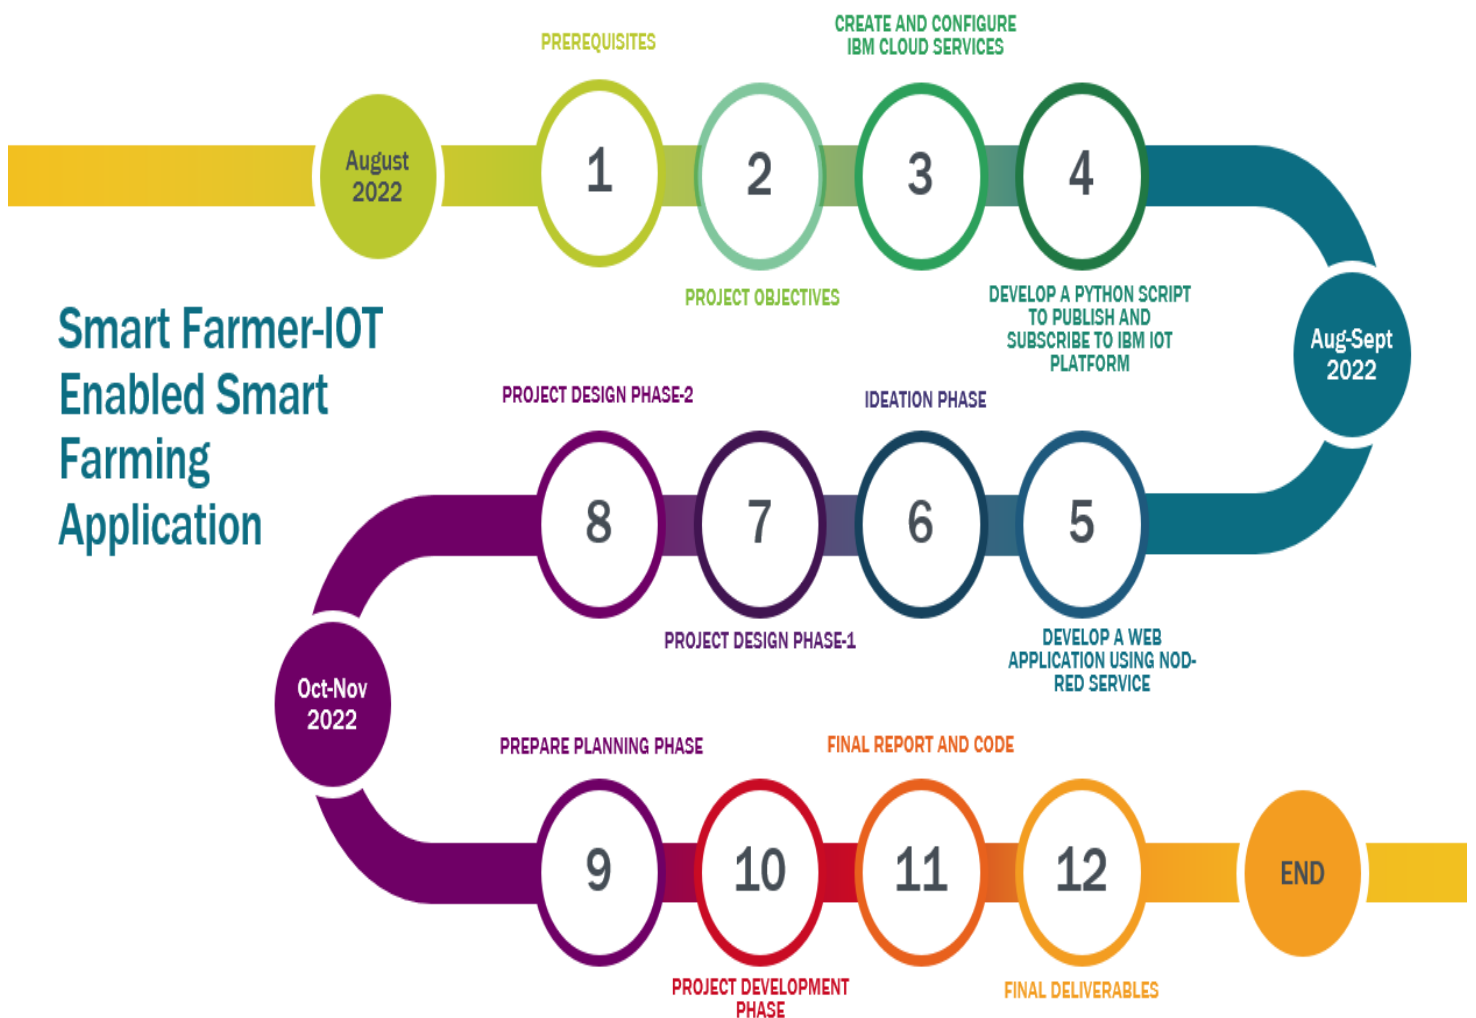 PREREQUISITES
CREATE AND CONFIGURE
IBM CLOUD SERVICES
August
2022
1
2
3
4
PROJECT OBJECTIVES
DEVELOP A PYTHON SCRIPT
TO PUBLISH AND
SUBSCRIBE TO IBM IOT
PLATFORM
Aug-Sept
2022
Smart Farmer-IOT
Enabled Smart
Farming
Application
PROJECT DESIGN PHASE-2
IDEATION PHASE
8
7
6
5
PROJECT DESIGN PHASE-1
DEVELOP A WEB
APPLICATION USING NOD-
RED SERVICE
Oct-Nov
2022
PREPARE PLANNING PHASE
FINAL REPORT AND CODE
9
10
11
12
END
PROJECT DEVELOPMENT
PHASE
FINAL DELIVERABLES